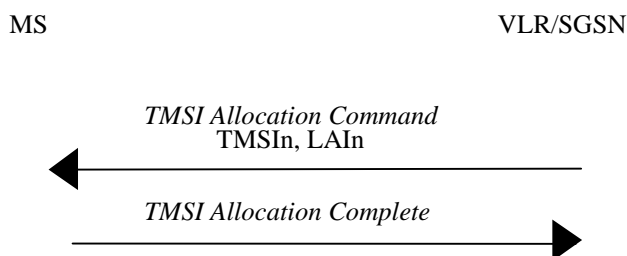 MS VLR/SGSN
TMSI Allocation Command
TMSIn, LAIn
TMSI Allocation Complete